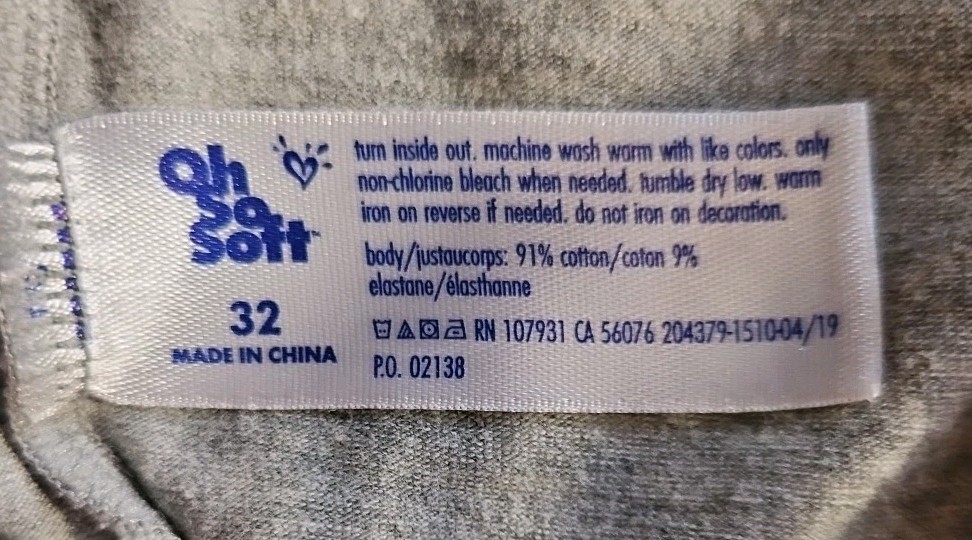 Oh
so
soft™
32
MADE IN CHINA
turn inside out. machine wash warm with like colors. only
non-chlorine bleach when needed. tumble dry low. warm
iron on reverse if needed. do not iron on decoration.
body/justaucorps: 91% cotton/coton 9%
elastane/élasthanne
RN 107931 CA 56076 204379-1510-04/19
P.O. 02138